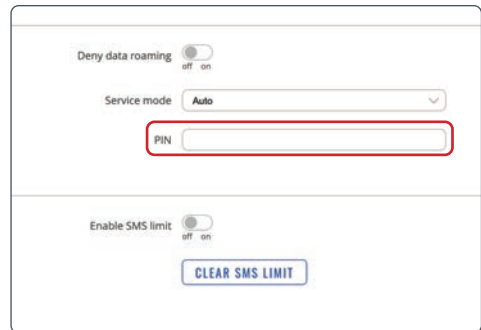 Deny data roaming
off on
Service mode Auto
PIN
Enable SMS limit
off on
CLEAR SMS LIMIT